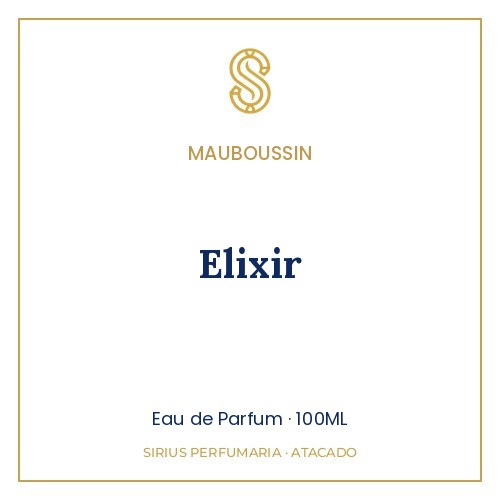 MAUBOUSSIN
Elixir
Eau de Parfum · 100ML
SIRIUS PERFUMARIA · ATACADO